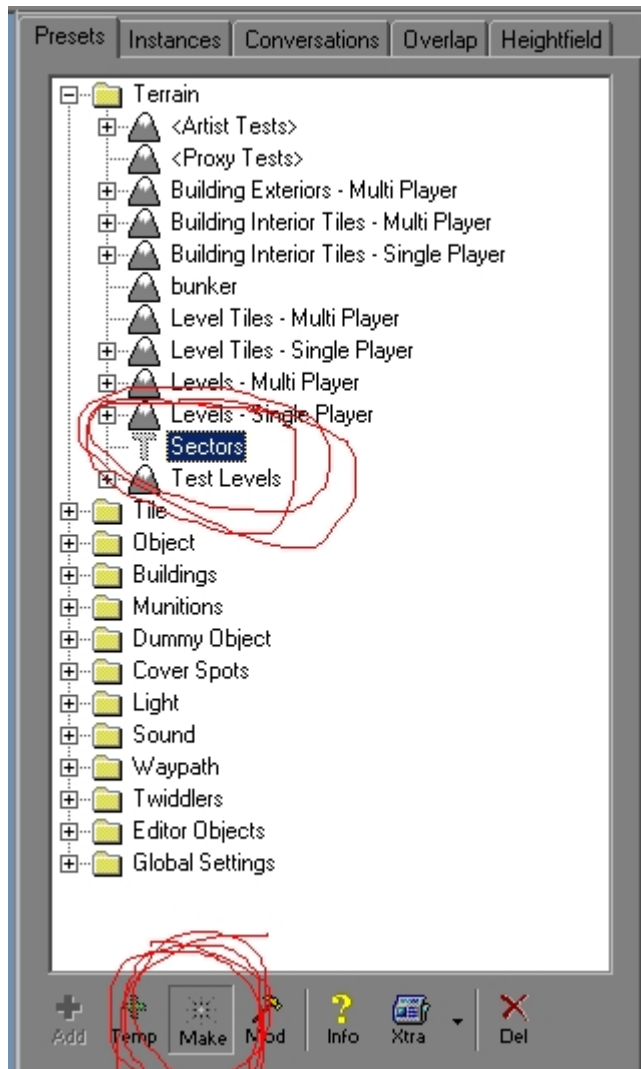 Presets Instances Conversations Overlap Heightfield
Terrain
<Artist Tests>
<Proxy Tests>
Building Exteriors - Multi Player
Building Interior Tiles - Multi Player
Building Interior Tiles - Single Player
bunker
Level Tiles - Multi Player
Level Tiles - Single Player
Levels - Multi Player
Levels - Single Player
Sectors
Test Levels
Tile
Object
Buildings
Munitions
Dummy Object
Cover Spots
Light
Sound
Waypath
Twiddlers
Editor Objects
Global Settings
Add Temp Make Mod Info Xtra Del